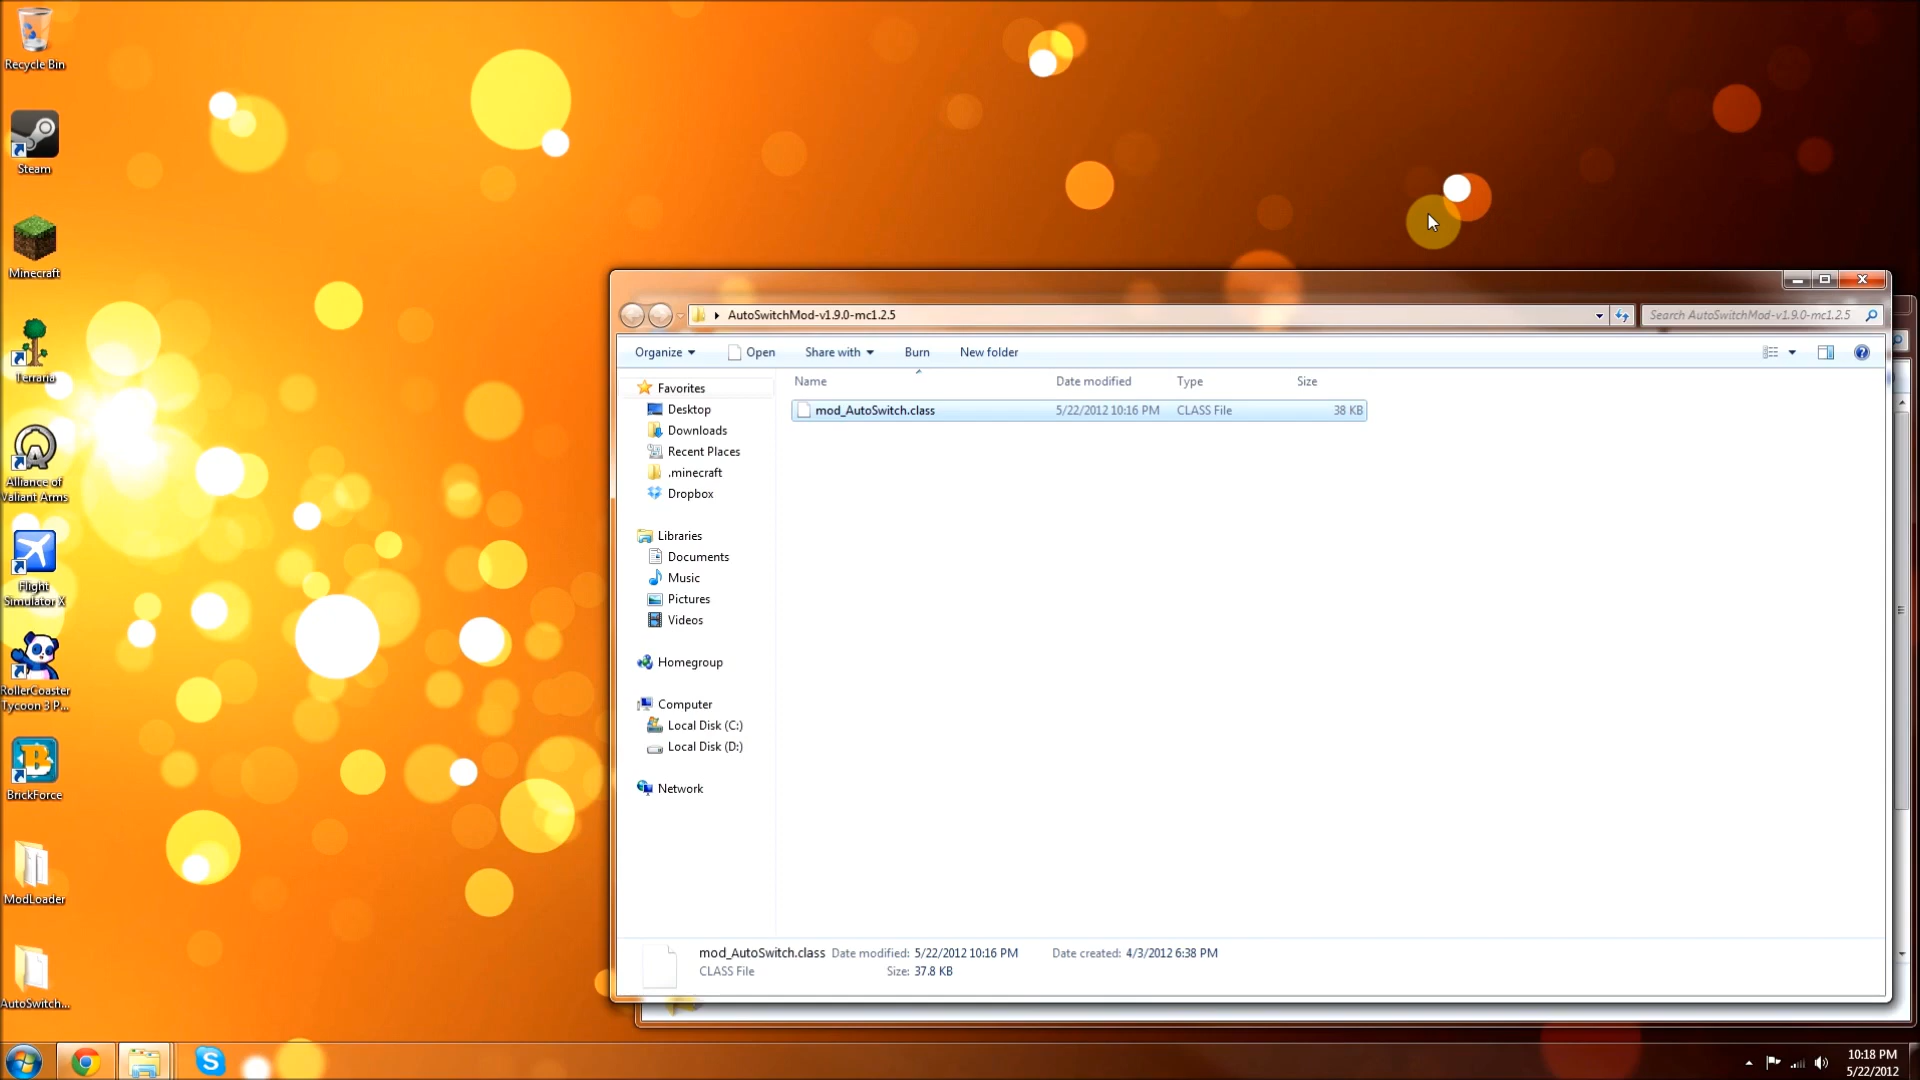 Recycle Bin
Steam
Minecraft
Terraria
Alliance of
Valiant Arms
Flight
Simulator X
RollerCoaster
Tycoon 3 P...
BrickForce
ModLoader
AutoSwitch...
AutoSwitchMod-v1.9.0-mc1.2.5
Search AutoSwitchMod-v1.9.0-mc1.2.5
Organize Open Share with Burn New folder
Name Date modified Type Size
mod_AutoSwitch.class 5/22/2012 10:16 PM CLASS File 38 KB
Favorites
Desktop
Downloads
Recent Places
.minecraft
Dropbox
Libraries
Documents
Music
Pictures
Videos
Homegroup
Computer
Local Disk (C:)
Local Disk (D:)
Network
mod_AutoSwitch.class Date modified: 5/22/2012 10:16 PM Date created: 4/3/2012 6:38 PM
CLASS File Size: 37.8 KB
10:18 PM
5/22/2012